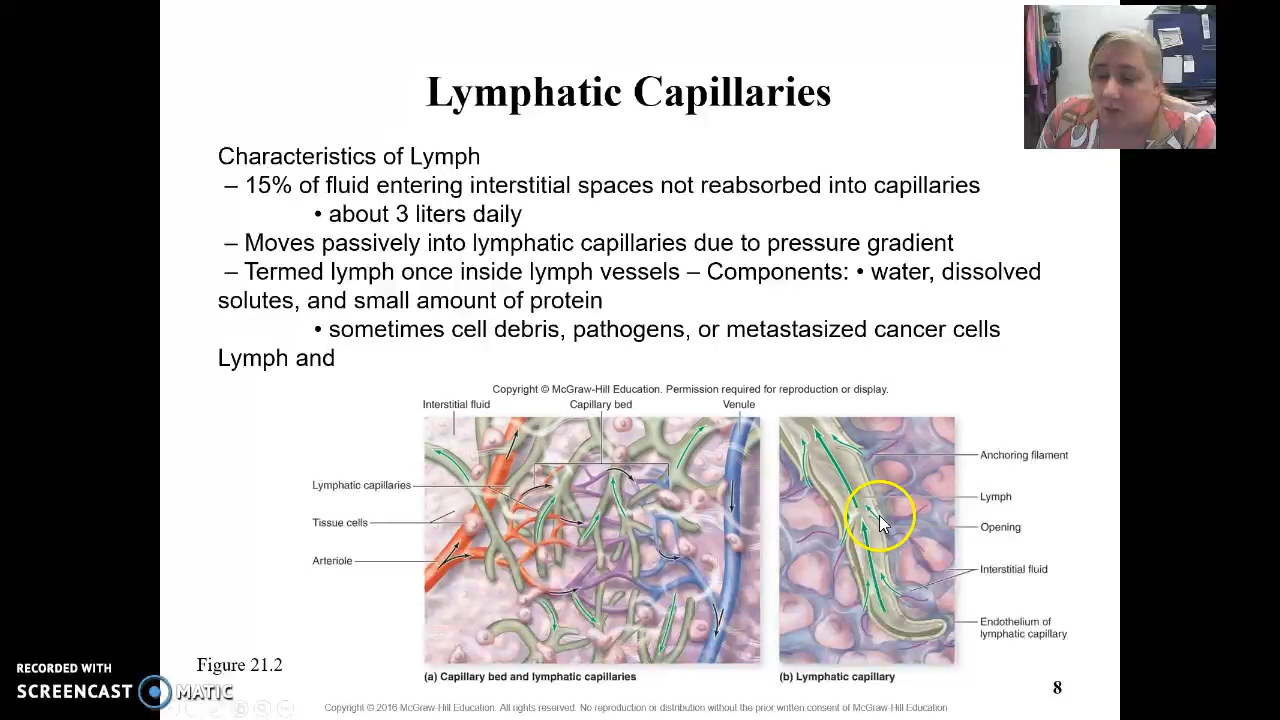 Lymphatic Capillaries
Characteristics of Lymph
– 15% of fluid entering interstitial spaces not reabsorbed into capillaries
• about 3 liters daily
– Moves passively into lymphatic capillaries due to pressure gradient
– Termed lymph once inside lymph vessels – Components: • water, dissolved
solutes, and small amount of protein
• sometimes cell debris, pathogens, or metastasized cancer cells
Lymph and
Copyright © McGraw-Hill Education. Permission required for reproduction or display.
Interstitial fluid
Capillary bed
Venule
Lymphatic capillaries
Tissue cells
Arteriole
Anchoring filament
Lymph
Opening
Interstitial fluid
Endothelium of
lymphatic capillary
Figure 21.2
(a) Capillary bed and lymphatic capillaries
(b) Lymphatic capillary
8
RECORDED WITH
SCREENCAST MATIC
Copyright © 2016 McGraw-Hill Education. All rights reserved. No reproduction or distribution without the prior written consent of McGraw-Hill Education